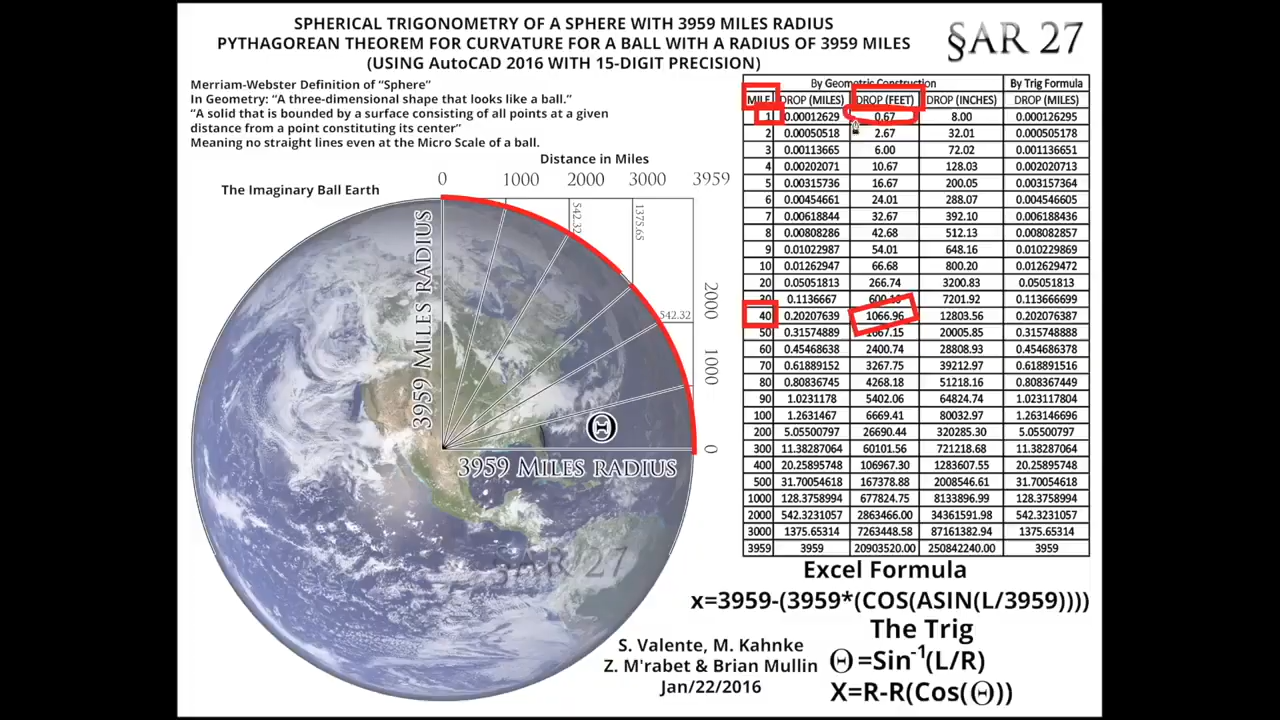 SPHERICAL TRIGONOMETRY OF A SPHERE WITH 3959 MILES RADIUS
PYTHAGOREAN THEOREM FOR CURVATURE FOR A BALL WITH A RADIUS OF 3959 MILES
(USING AutoCAD 2016 WITH 15-DIGIT PRECISION)
§AR 27
Merriam-Webster Definition of "Sphere"
In Geometry: "A three-dimensional shape that looks like a ball."
"A solid that is bounded by a surface consisting of all points at a given
distance from a point constituting its center"
Meaning no straight lines even at the Micro Scale of a ball.
Distance in Miles
0 1000 2000 3000 3959
The Imaginary Ball Earth
542.32
1375.65
3959 MILES RADIUS
2000
542.32
1000
Θ
0
3959 MILES RADIUS
§AR 27
By Geometric Construction By Trig Formula
MILE DROP (MILES) DROP (FEET) DROP (INCHES) DROP (MILES)
1 0.00012629 0.67 8.00 0.000126295
2 0.00050518 2.67 32.01 0.000505178
3 0.00113665 6.00 72.02 0.001136651
4 0.00202071 10.67 128.03 0.002020713
5 0.00315736 16.67 200.05 0.003157364
6 0.00454661 24.01 288.07 0.004546605
7 0.00618844 32.67 392.10 0.006188436
8 0.00808286 42.68 512.13 0.008082857
9 0.01022987 54.01 648.16 0.010229869
10 0.01262947 66.68 800.20 0.012629472
20 0.05051813 266.74 3200.83 0.05051813
30 0.1136667 7201.92 0.113666699
40 0.20207639 1066.96 12803.56 0.202076387
50 0.31574889 20005.85 0.315748888
60 0.45468638 2400.74 28808.93 0.454686378
70 0.61889152 3267.75 39212.97 0.618891516
80 0.80836745 4268.18 51218.16 0.808367449
90 1.0231178 5402.06 64824.74 1.023117804
100 1.2631467 6669.41 80032.97 1.263146696
200 5.05500797 26690.44 320285.30 5.05500797
300 11.38287064 60101.56 721218.68 11.38287064
400 20.25895748 106967.30 1283607.55 20.25895748
500 31.70054618 167378.88 2008546.61 31.70054618
1000 128.3758994 677824.75 8133896.99 128.3758994
2000 542.3231057 2863466.00 34361591.98 542.3231057
3000 1375.65314 7263448.58 87161382.94 1375.65314
3959 3959 20903520.00 250842240.00 3959
Excel Formula
x=3959-(3959*(COS(ASIN(L/3959))))
The Trig
Θ=Sin⁻¹(L/R)
X=R-R(Cos(Θ))
S. Valente, M. Kahnke
Z. M'rabet & Brian Mullin
Jan/22/2016